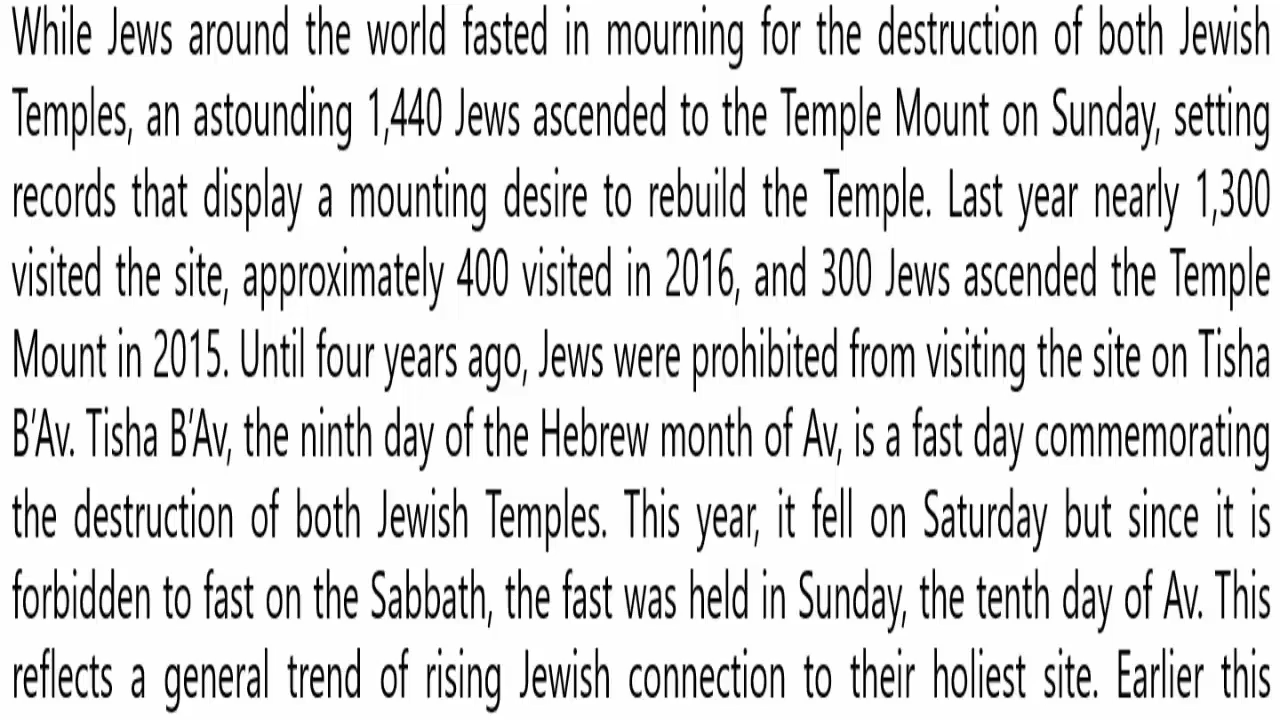 While Jews around the world fasted in mourning for the destruction of both Jewish
Temples, an astounding 1,440 Jews ascended to the Temple Mount on Sunday, setting
records that display a mounting desire to rebuild the Temple. Last year nearly 1,300
visited the site, approximately 400 visited in 2016, and 300 Jews ascended the Temple
Mount in 2015. Until four years ago, Jews were prohibited from visiting the site on Tisha
B'Av. Tisha B'Av, the ninth day of the Hebrew month of Av, is a fast day commemorating
the destruction of both Jewish Temples. This year, it fell on Saturday but since it is
forbidden to fast on the Sabbath, the fast was held in Sunday, the tenth day of Av. This
reflects a general trend of rising Jewish connection to their holiest site. Earlier this